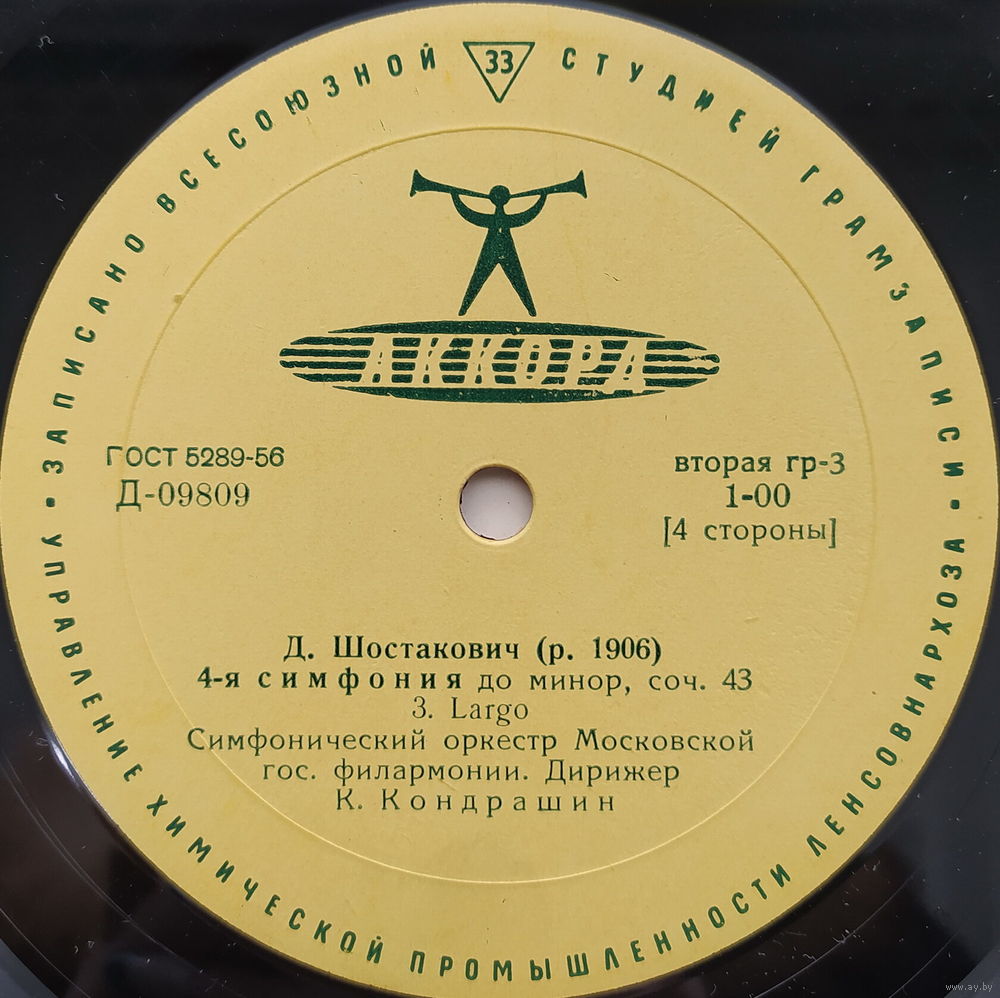 ЗАПИСАНО ВСЕСОЮЗНОЙ 33 СТУДИЕЙ ГРАМЗАПИСИ
АККОРД
ГОСТ 5289-56
Д-09809
вторая гр-3
1-00
[4 стороны]
Д. Шостакович (р. 1906)
4-я симфония до минор, соч. 43
3. Largo
Симфонический оркестр Московской
гос. филармонии. Дирижер
К. Кондрашин
• УПРАВЛЕНИЕ ХИМИЧЕСКОЙ ПРОМЫШЛЕННОСТИ ЛЕНСОВНАРХОЗА •
www.ay.by